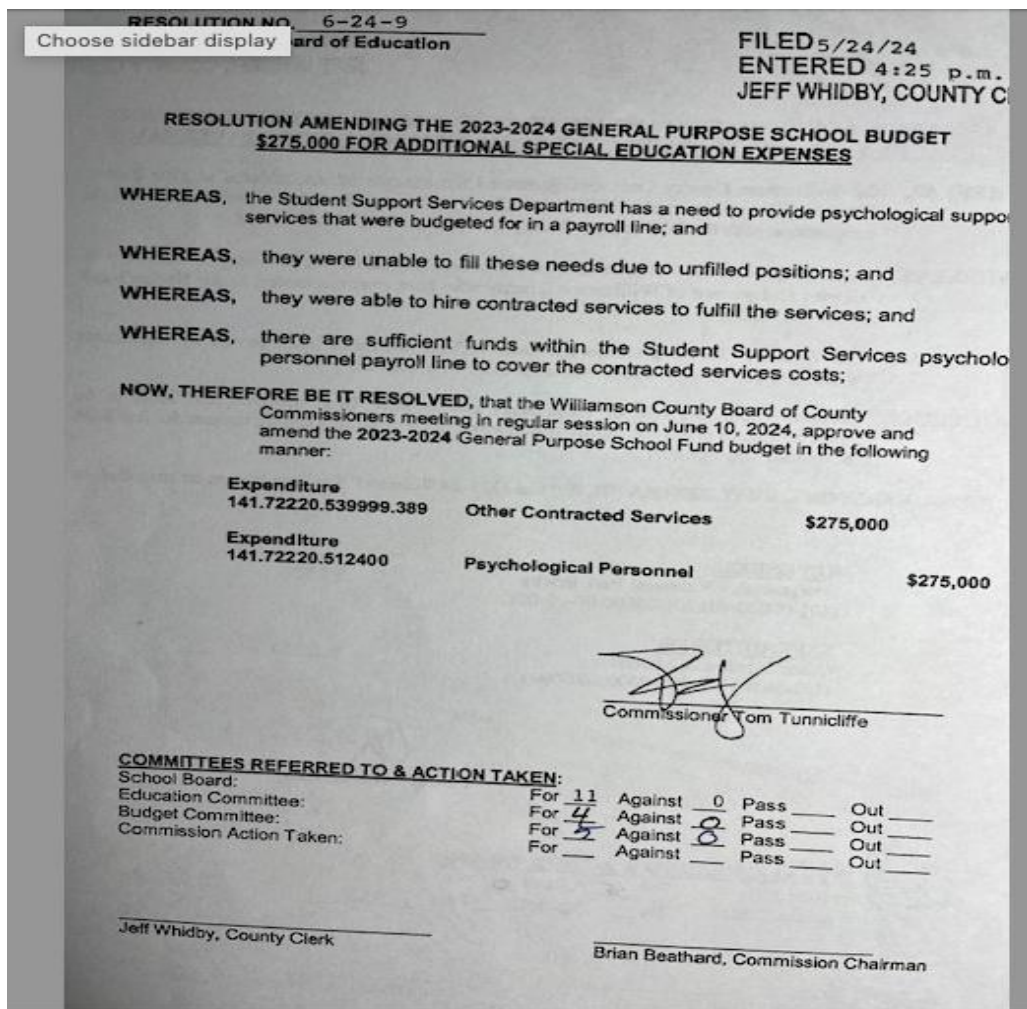 RESOLUTION NO. 6-24-9
Choose sidebar display
ard of Education
FILED 5/24/24
ENTERED 4:25 p.m.
JEFF WHIDBY, COUNTY C
RESOLUTION AMENDING THE 2023-2024 GENERAL PURPOSE SCHOOL BUDGET
$275,000 FOR ADDITIONAL SPECIAL EDUCATION EXPENSES
WHEREAS, the Student Support Services Department has a need to provide psychological suppo
services that were budgeted for in a payroll line; and
WHEREAS, they were unable to fill these needs due to unfilled positions; and
WHEREAS, they were able to hire contracted services to fulfill the services; and
WHEREAS, there are sufficient funds within the Student Support Services psycholo
personnel payroll line to cover the contracted services costs;
NOW, THEREFORE BE IT RESOLVED, that the Williamson County Board of County
Commissioners meeting in regular session on June 10, 2024, approve and
amend the 2023-2024 General Purpose School Fund budget in the following
manner:
Expenditure
141.72220.539999.389 Other Contracted Services $275,000
Expenditure
141.72220.512400 Psychological Personnel $275,000
Commissioner Tom Tunnicliffe
COMMITTEES REFERRED TO & ACTION TAKEN:
School Board: For 11 Against 0 Pass Out
Education Committee: For 4 Against 0 Pass Out
Budget Committee: For 5 Against 0 Pass Out
Commission Action Taken: For Against Pass Out
Jeff Whidby, County Clerk
Brian Beathard, Commission Chairman